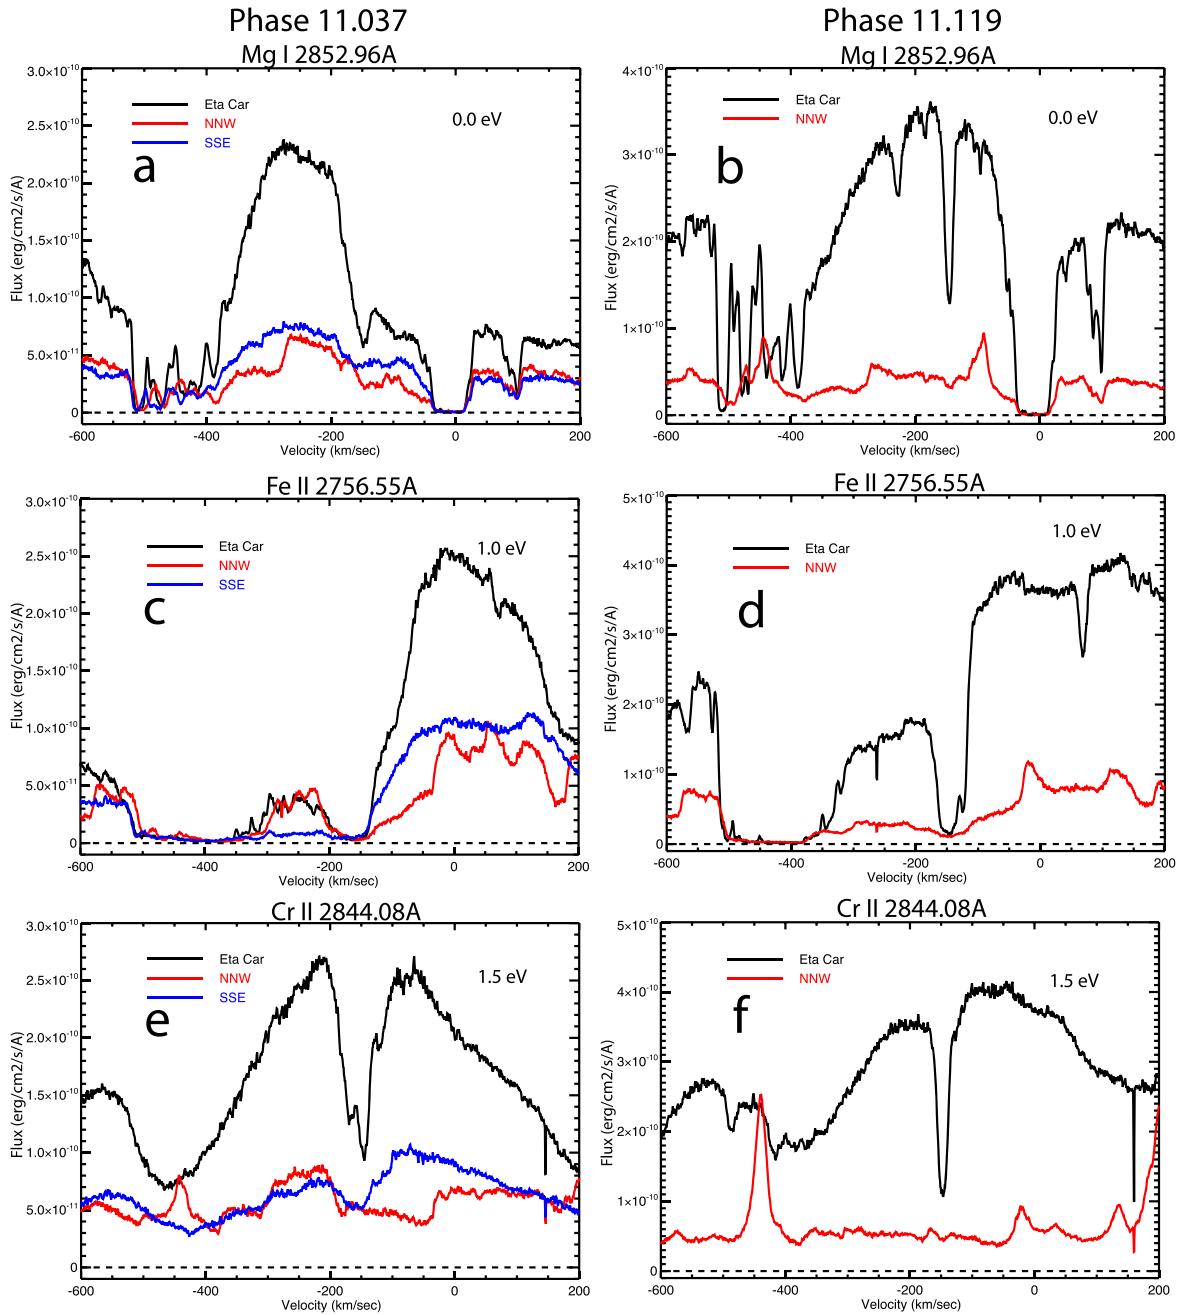 Phase 11.037
Phase 11.119
Mg I 2852.96A
Mg I 2852.96A
3.0×10⁻¹⁰
2.5×10⁻¹⁰
2.0×10⁻¹⁰
1.5×10⁻¹⁰
1.0×10⁻¹⁰
5.0×10⁻¹¹
0
Flux (erg/cm2/s/A)
Eta Car
NNW
SSE
0.0 eV
a
-600
-400
-200
0
200
Velocity (km/sec)
4×10⁻¹⁰
3×10⁻¹⁰
2×10⁻¹⁰
1×10⁻¹⁰
0
Flux (erg/cm2/s/A)
Eta Car
NNW
0.0 eV
b
-600
-400
-200
0
200
Velocity (km/sec)
Fe II 2756.55A
Fe II 2756.55A
3.0×10⁻¹⁰
2.5×10⁻¹⁰
2.0×10⁻¹⁰
1.5×10⁻¹⁰
1.0×10⁻¹⁰
5.0×10⁻¹¹
0
Flux (erg/cm2/s/A)
Eta Car
NNW
SSE
1.0 eV
c
-600
-400
-200
0
200
Velocity (km/sec)
5×10⁻¹⁰
4×10⁻¹⁰
3×10⁻¹⁰
2×10⁻¹⁰
1×10⁻¹⁰
0
Flux (erg/cm2/s/A)
Eta Car
NNW
1.0 eV
d
-600
-400
-200
0
200
Velocity (km/sec)
Cr II 2844.08A
Cr II 2844.08A
3.0×10⁻¹⁰
2.5×10⁻¹⁰
2.0×10⁻¹⁰
1.5×10⁻¹⁰
1.0×10⁻¹⁰
5.0×10⁻¹¹
0
Flux (erg/cm2/s/A)
Eta Car
NNW
SSE
1.5 eV
e
-600
-400
-200
0
200
Velocity (km/sec)
5×10⁻¹⁰
4×10⁻¹⁰
3×10⁻¹⁰
2×10⁻¹⁰
1×10⁻¹⁰
0
Flux (erg/cm2/s/A)
Eta Car
NNW
1.5 eV
f
-600
-400
-200
0
200
Velocity (km/sec)